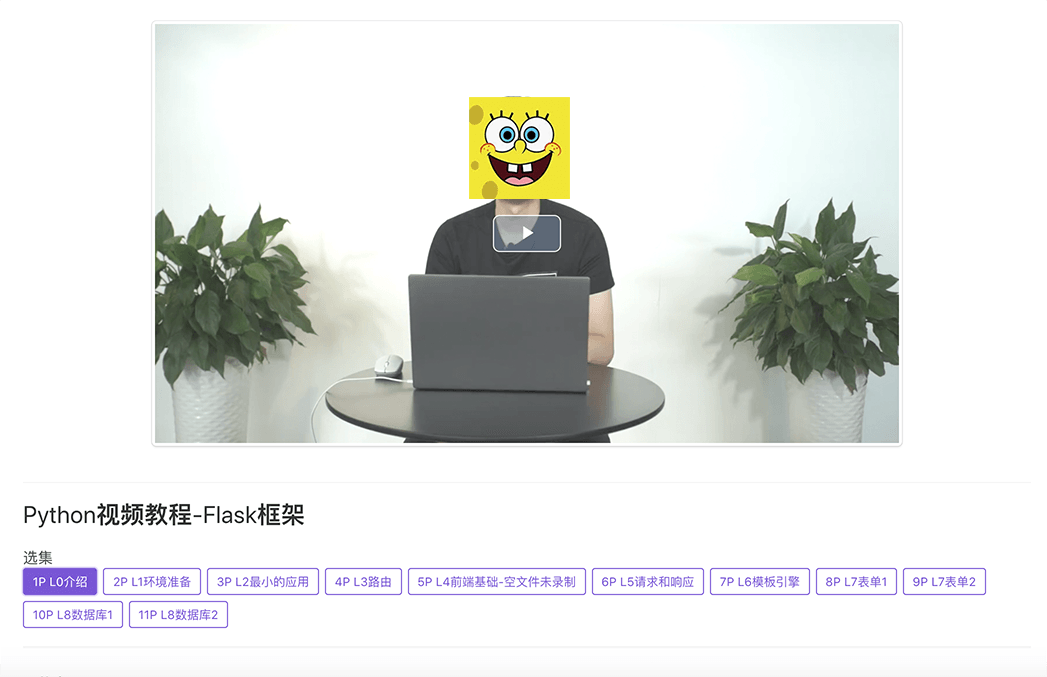 Python视频教程-Flask框架
选集
1P L0介绍 2P L1环境准备 3P L2最小的应用 4P L3路由 5P L4前端基础-空文件未录制 6P L5请求和响应 7P L6模板引擎 8P L7表单1 9P L7表单2
10P L8数据库1 11P L8数据库2